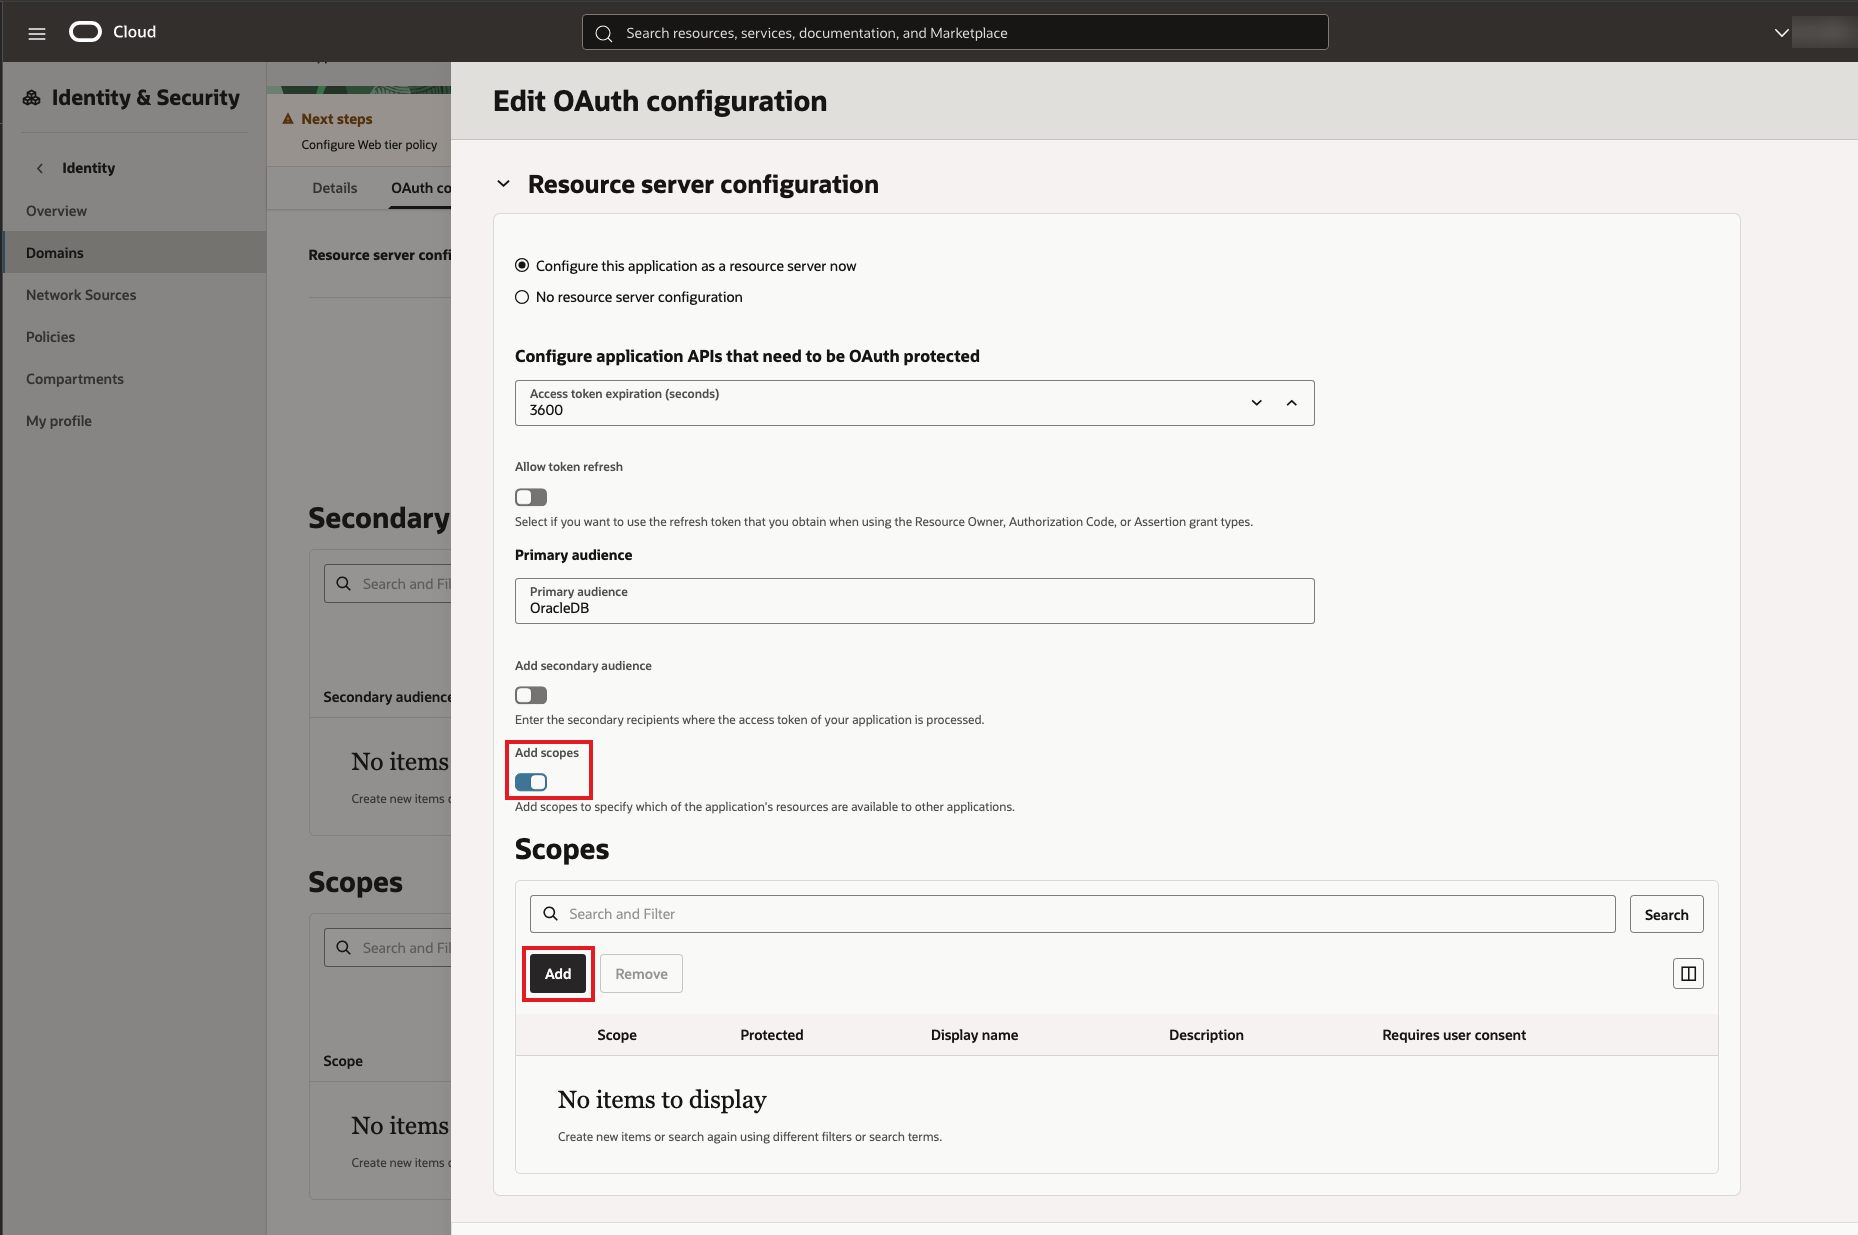 Cloud
Search resources, services, documentation, and Marketplace
Identity & Security
Identity
Overview
Domains
Network Sources
Policies
Compartments
My profile
Next steps
Configure Web tier policy
Details
OAuth co
Resource server confi
Secondary
Search and Fil
Secondary audience
No items
Create new items
Scopes
Search and Fil
Scope
No items
Create new items
Edit OAuth configuration
Resource server configuration
Configure this application as a resource server now
No resource server configuration
Configure application APIs that need to be OAuth protected
Access token expiration (seconds)
3600
Allow token refresh
Select if you want to use the refresh token that you obtain when using the Resource Owner, Authorization Code, or Assertion grant types.
Primary audience
Primary audience
OracleDB
Add secondary audience
Enter the secondary recipients where the access token of your application is processed.
Add scopes
Add scopes to specify which of the application's resources are available to other applications.
Scopes
Search and Filter
Search
Add
Remove
Scope
Protected
Display name
Description
Requires user consent
No items to display
Create new items or search again using different filters or search terms.